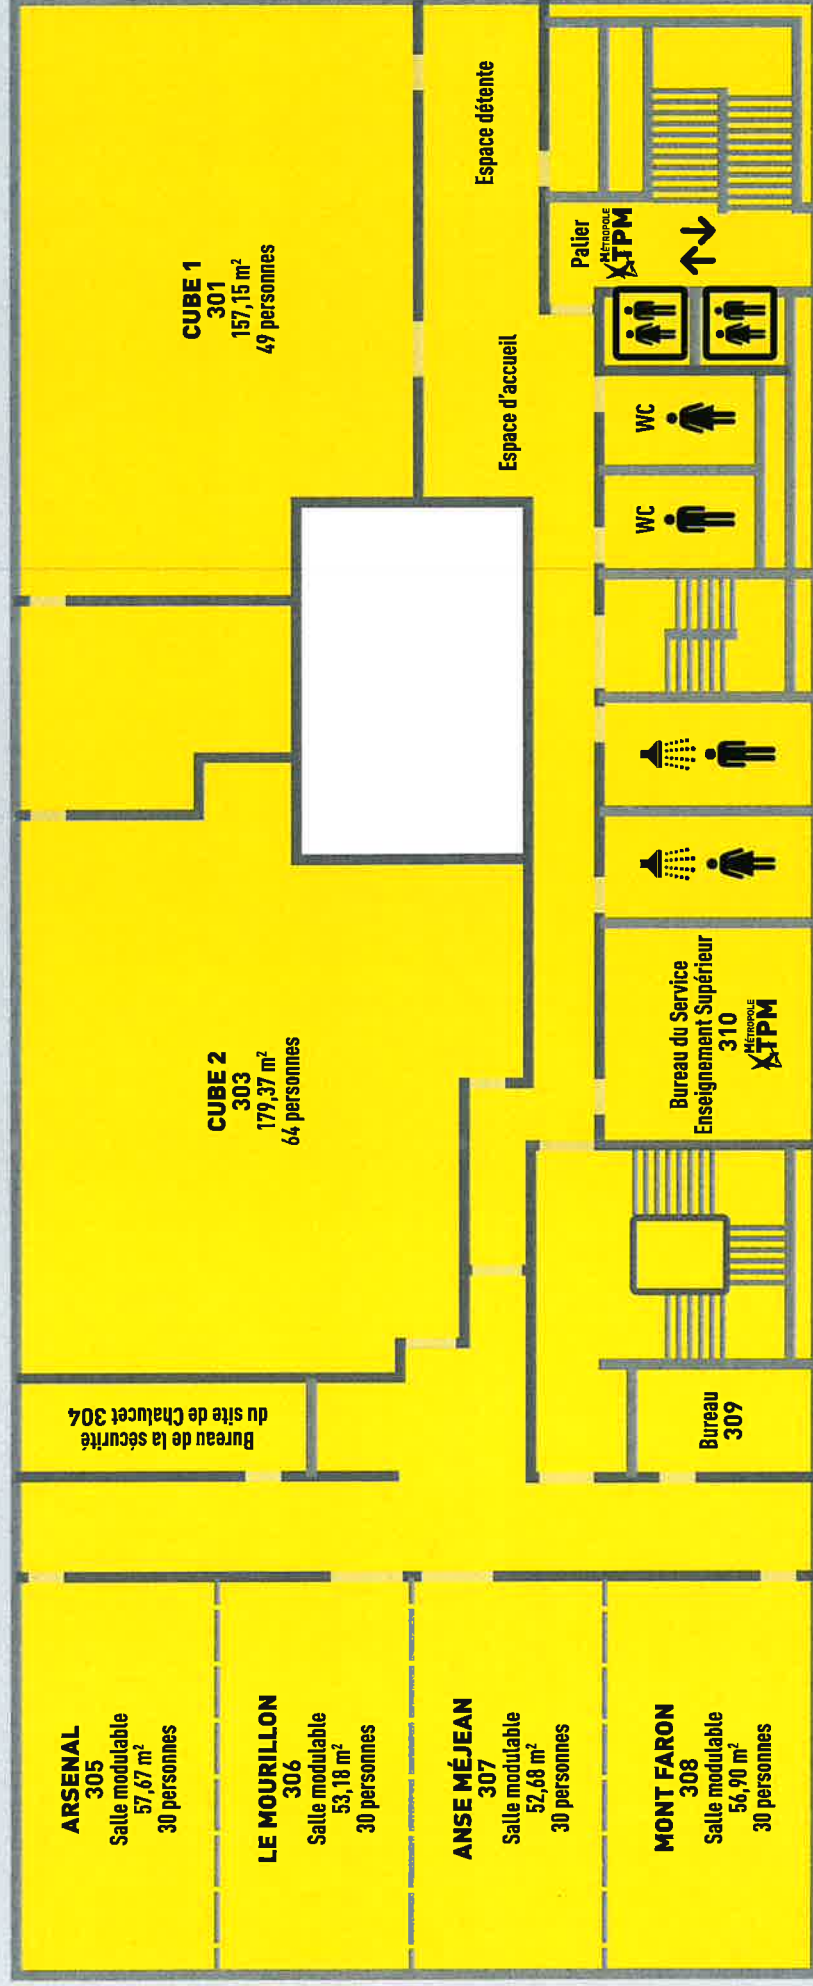 CUBE 1
301
157,15 m²
49 personnes
Espace détente
Palier
MÉTROPOLE
TPM
Espace d'accueil
WC
WC
CUBE 2
303
179,37 m²
64 personnes
Bureau du Service
Enseignement Supérieur
310
MÉTROPOLE
TPM
Bureau de la sécurité
du site de Chalucet 304
Bureau
309
ARSENAL
305
Salle modulable
57,67 m²
30 personnes
LE MOURILLON
306
Salle modulable
53,18 m²
30 personnes
ANSE MÉJEAN
307
Salle modulable
52,68 m²
30 personnes
MONT FARON
308
Salle modulable
56,90 m²
30 personnes